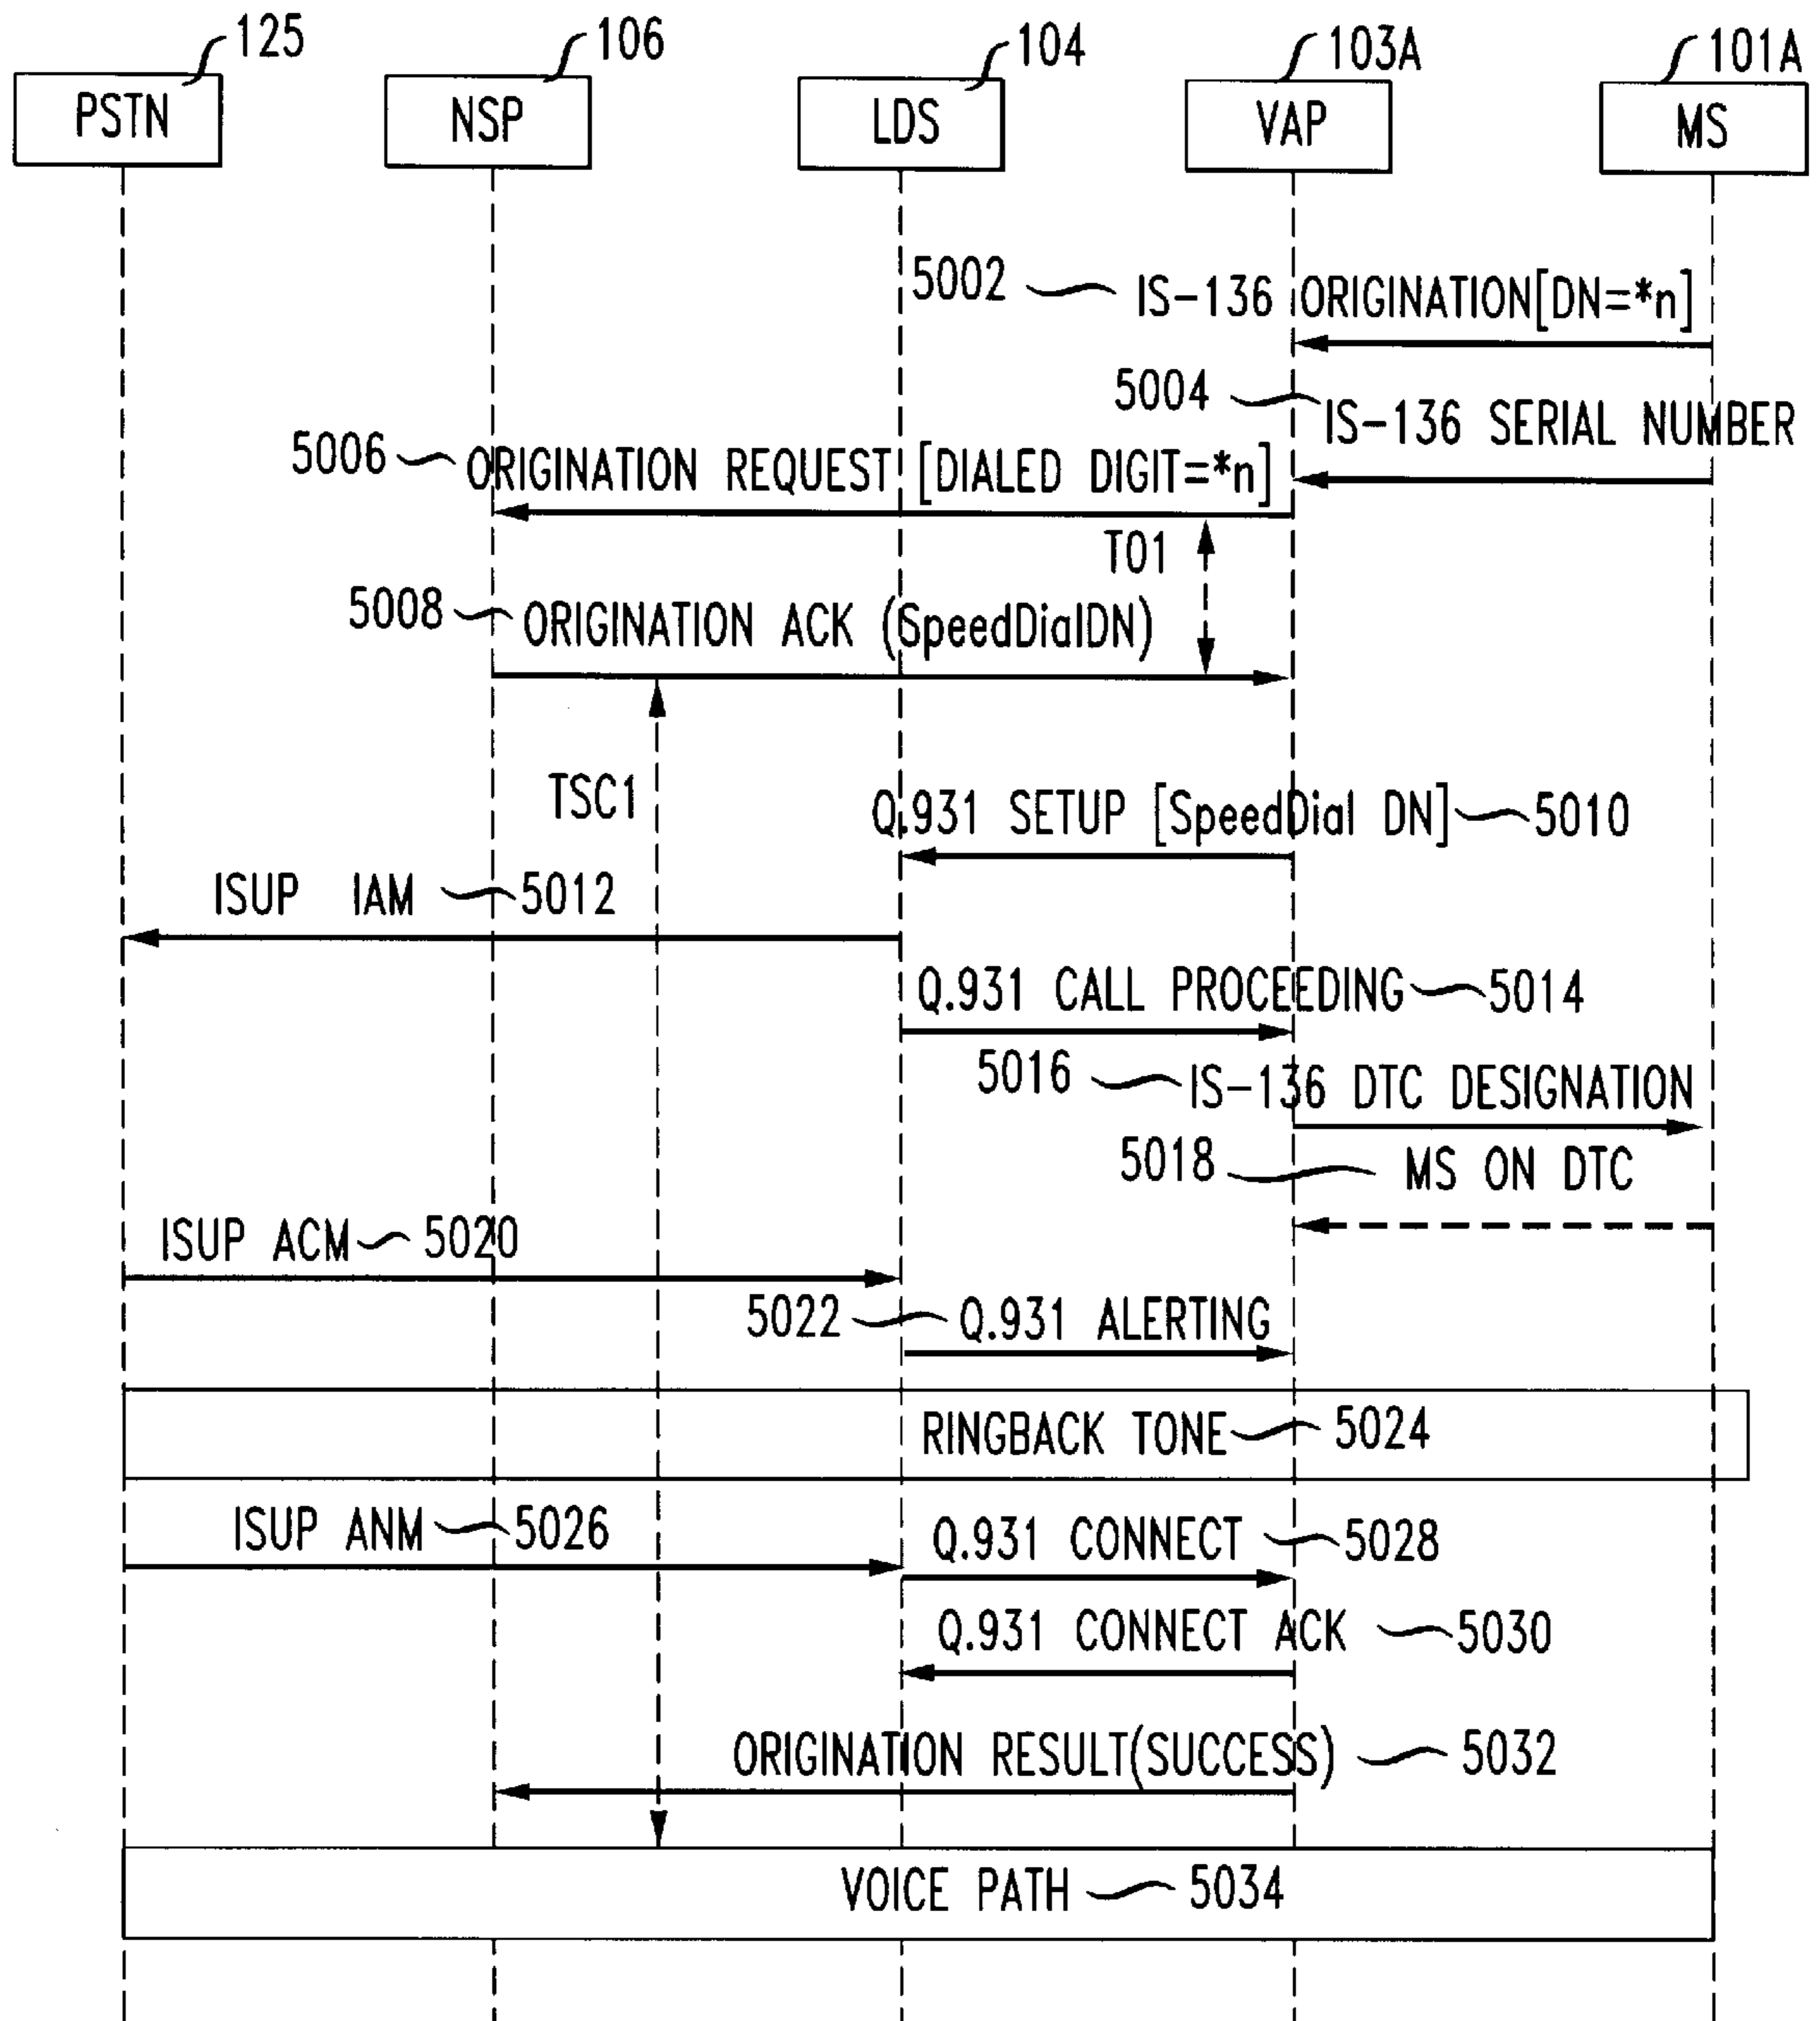 125
106
104
103A
101A
PSTN
NSP
LDS
VAP
MS
5002 IS-136 ORIGINATION[DN=*n]
5004 IS-136 SERIAL NUMBER
5006 ORIGINATION REQUEST [DIALED DIGIT=*n]
T01
5008 ORIGINATION ACK (SpeedDialDN)
TSC1
Q.931 SETUP [SpeedDial DN] 5010
ISUP IAM 5012
Q.931 CALL PROCEEDING 5014
5016 IS-136 DTC DESIGNATION
5018 MS ON DTC
ISUP ACM 5020
5022 Q.931 ALERTING
RINGBACK TONE 5024
ISUP ANM 5026
Q.931 CONNECT 5028
Q.931 CONNECT ACK 5030
ORIGINATION RESULT(SUCCESS) 5032
VOICE PATH 5034